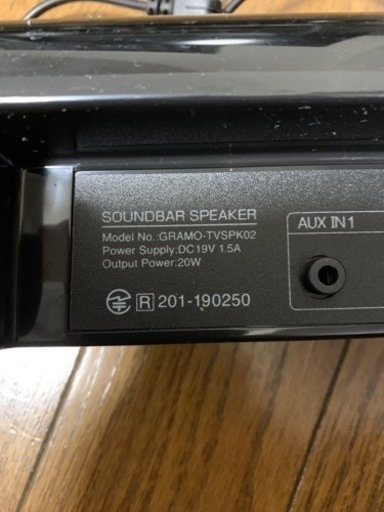 SOUNDBAR SPEAKER
Model No.:GRAMO-TVSPK02
Power Supply:DC19V 1.5A
Output Power:20W
R 201-190250
AUX IN1